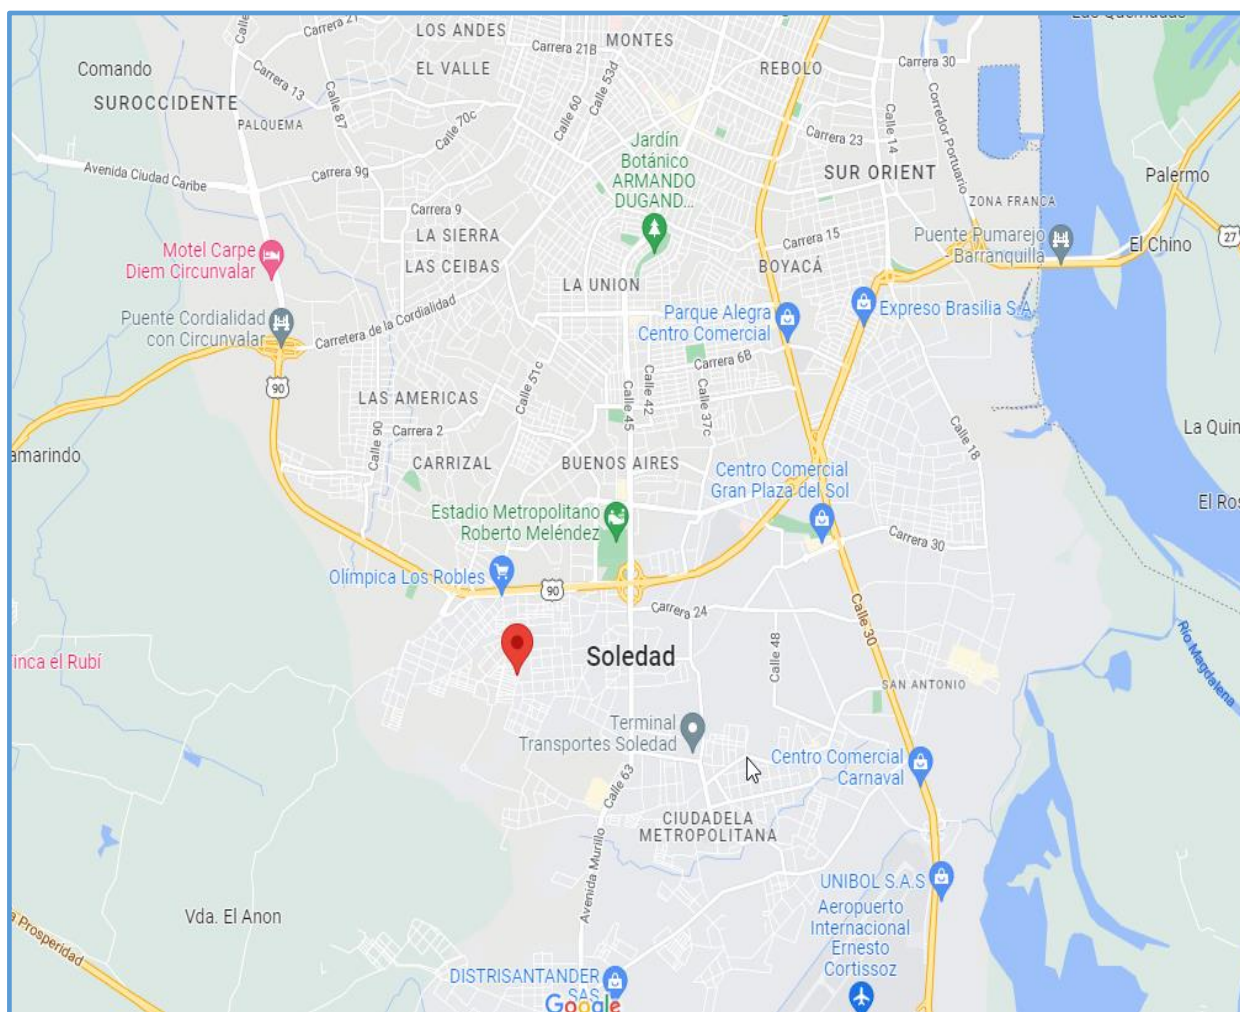 Las Quemadas
Carrera 21
LOS ANDES
Calle
Carrera 21B
MONTES
Comando
EL VALLE
REBOLO
Carrera 30
Carrera 13
Calle 53d
SUROCCIDENTE
Calle 87
Calle 60
PALQUEMA
Calle 70c
Calle 14
Corredor Portuario
Carrera 23
Jardín
Botánico
ARMANDO
DUGAND...
Avenida Ciudad Caribe
Carrera 9g
SUR ORIENT
Palermo
ZONA FRANCA
Carrera 9
LA SIERRA
Carrera 15
Puente Pumarejo
- Barranquilla
El Chino
27
Motel Carpe
Diem Circunvalar
LAS CEIBAS
BOYACÁ
LA UNION
Parque Alegra
Centro Comercial
Expreso Brasilia S.A.
Puente Cordialidad
con Circunvalar
Carretera de la Cordialidad
Carrera 6B
90
Calle 51c
Calle 45
Calle 42
Calle 37c
LAS AMERICAS
Calle 90
Carrera 2
Calle 18
La Quin
amarindo
CARRIZAL
BUENOS AIRES
Centro Comercial
Gran Plaza del Sol
El Ros
Estadio Metropolitano
Roberto Meléndez
Carrera 30
Olímpica Los Robles
90
Carrera 24
Calle 30
Calle 48
Río Magdalena
Soledad
inca el Rubí
SAN ANTONIO
Terminal
Transportes Soledad
Centro Comercial
Carnaval
Calle 63
CIUDADELA
METROPOLITANA
Avenida Murillo
UNIBOL S.A.S
Aeropuerto
Internacional
Ernesto
Cortissoz
Vda. El Anon
a Prosperidad
DISTRISANTANDER
SAS
Google